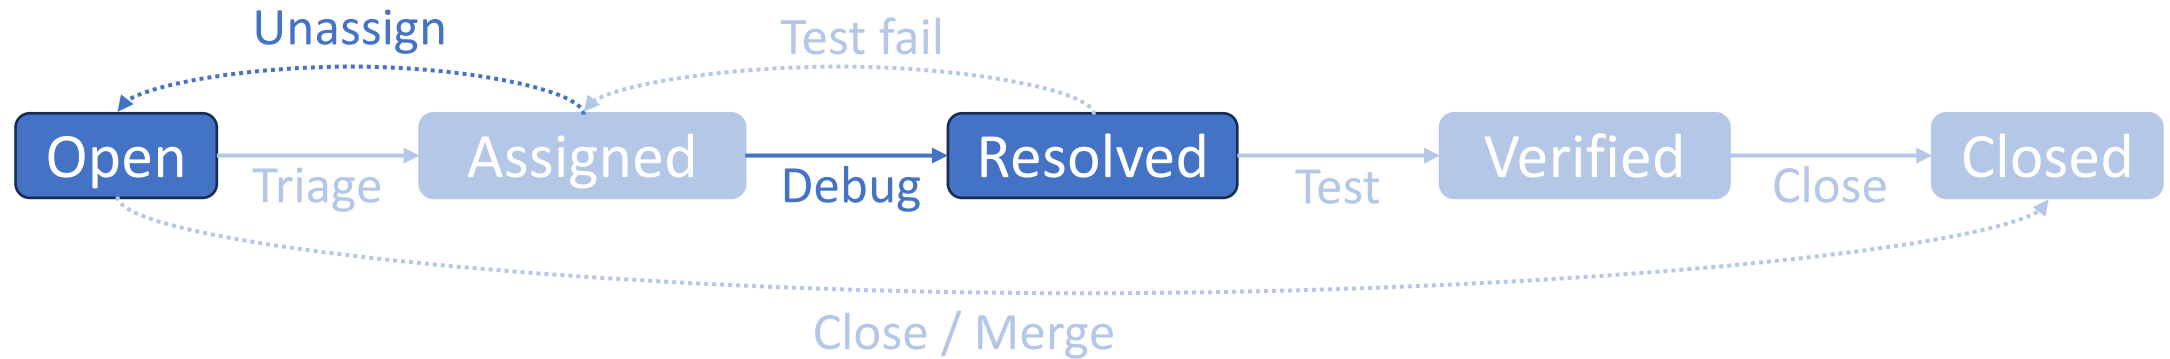 Unassign
Test fail
Open
Assigned
Resolved
Verified
Closed
Triage
Debug
Test
Close
Close / Merge